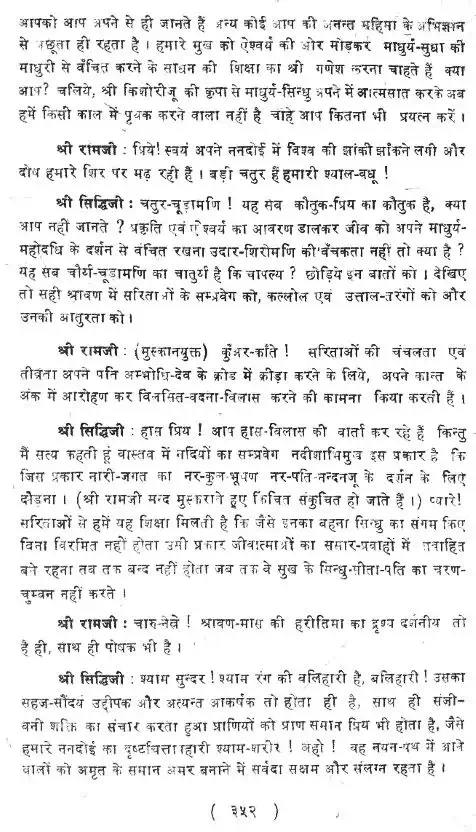 आपको आप अपने से ही जानते हैं अन्य कोई आप की अनन्त महिमा के अभिज्ञान
से अछूता ही रहता है । हमारे मुख को ऐश्वर्य की ओर मोड़कर माधुर्य-सुधा की
माधुरी से वंचित करने के साधन की शिक्षा का श्री गणेश करना चाहते हैं क्या
आप? चलिये, श्री किशोरीजू की कृपा से माधुर्य-सिन्धु अपने में आत्मसात करके अब
हमें किसी काल में पृथक करने वाला नहीं है चाहे आप कितना भी प्रयत्न करें ।
श्री रामजी : प्रिये! स्वयं अपने ननदोई में विश्व की झांकी झाँकने लगी और
दोष हमारे शिर पर मढ़ रही हैं । बड़ी चतुर हैं हमारी श्याल-बधू !
श्री सिद्धिजी : चतुर-चूड़ामणि ! यह सब कौतुक-प्रिय का कौतुक है, क्या
आप नहीं जानते ? प्रकृति एवं ऐश्वर्य का आवरण डालकर जीव को अपने माधुर्य-
महोदधि के दर्शन से वंचित रखना उदार-शिरोमणि की वंचकता नहीं तो क्या है ?
यह सब चौर्य-चूडामणि का चातुर्य है कि चापल्य ? छोड़िये इन बातों को । देखिए
तो सही श्रावण में सरिताओं के सम्प्रवेग को, कल्लोल एवं उत्ताल-तरंगों को और
उनकी आतुरता को ।
श्री रामजी : (मुस्कानयुक्त) कुँअर-कांते ! सरिताओं की चंचलता एवं
तीव्रता अपने पति अम्भोधि-देव के क्रोड में क्रीड़ा करने के लिये, अपने कान्त के
अंक में आरोहण कर विकसित-वदना-विलास करने की कामना किया करती हैं ।
श्री सिद्धिजी : हास प्रिय ! आप हास-विलास की वार्ता कर रहे हैं किन्तु
मैं सत्य कहती हूं वास्तव में नदियों का सम्प्रवेग नदीशाभिमुख इस प्रकार है कि
जिस प्रकार नारी-जगत का नर-कुल-भूषण नर-पति-नन्दनजू के दर्शन के लिए
दौड़ना । (श्री रामजी मन्द मुस्कराते हुए किंचित संकुचित हो जाते हैं ।) प्यारे!
सरिताओं से हमें यह शिक्षा मिलती है कि जैसे इनका बहना सिन्धु का संगम किए
बिना विरमित नहीं होता उसी प्रकार जीवात्माओं का संसार-प्रवाहों में प्रवाहित
बने रहना तब तक बन्द नहीं होता जब तक वे सुख के सिन्धु-सीता-पति का चरण-
चुम्बन नहीं करते ।
श्री रामजी : चारु-नेत्रे ! श्रावण-मास की हरीतिमा का दृश्य दर्शनीय तो
है ही, साथ ही पोषक भी है ।
श्री सिद्धिजी : श्याम सुन्दर ! श्याम रंग की बलिहारी है, बलिहारी ! उसका
सहज-सौंदर्य उद्दीपक और अत्यन्त आकर्षक तो होता ही है, साथ ही संजी-
वनी शक्ति का संचार करता हुआ प्राणियों को प्राण समान प्रिय भी होता है, जैसे
हमारे ननदोई का दृष्टचित्तापहारी श्याम-शरीर ! अहो ! वह नयन-पथ में आने
वालों को अमृत के समान अमर बनाने में सर्वदा सक्षम और संलग्न रहता है ।
( ३५२ )